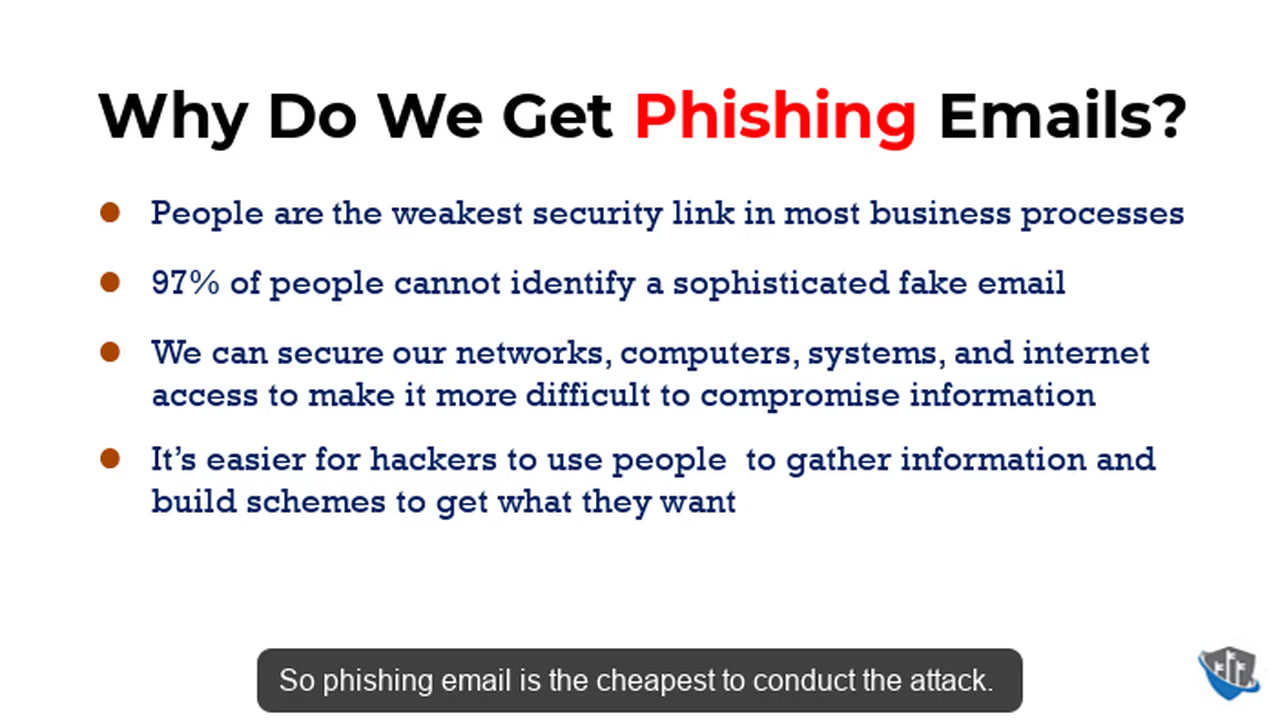 Why Do We Get Phishing Emails?
People are the weakest security link in most business processes
97% of people cannot identify a sophisticated fake email
We can secure our networks, computers, systems, and internet
access to make it more difficult to compromise information
It’s easier for hackers to use people  to gather information and
build schemes to get what they want
So phishing email is the cheapest to conduct the attack.